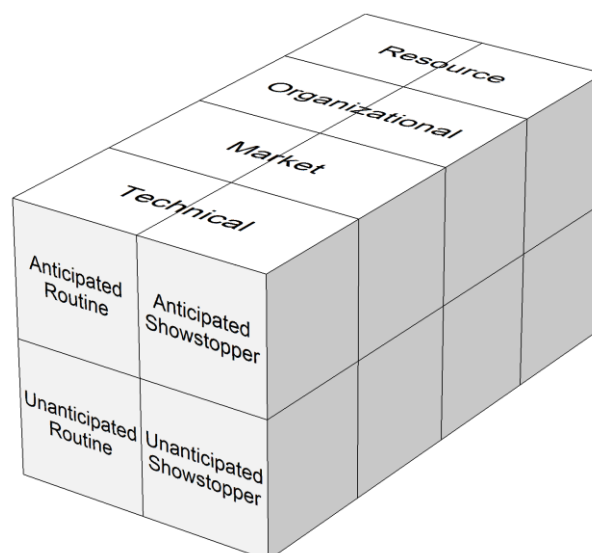 Resource
Organizational
Market
Technical
Anticipated
Routine
Anticipated
Showstopper
Unanticipated
Routine
Unanticipated
Showstopper